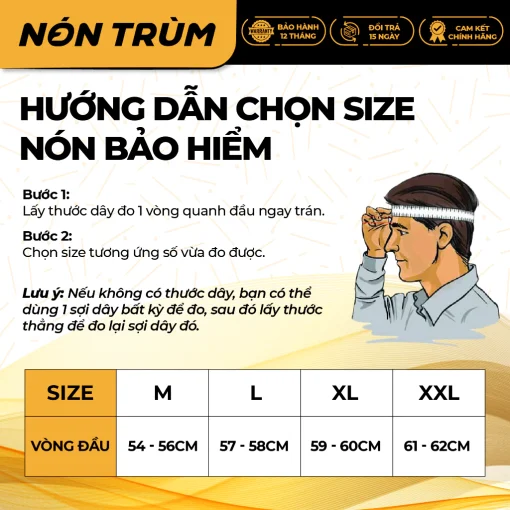 NÓN TRÙM
WARRANTY
BẢO HÀNH
12 THÁNG
ĐỔI TRẢ
15 NGÀY
CAM KẾT
CHÍNH HÃNG
HƯỚNG DẪN CHỌN SIZE
NÓN BẢO HIỂM
Bước 1:
Lấy thước dây đo 1 vòng quanh đầu ngay trán.
Bước 2:
Chọn size tương ứng số vừa đo được.
Lưu ý: Nếu không có thước dây, bạn có thể
dùng 1 sợi dây bất kỳ để đo, sau đó lấy thước
thẳng để đo lại sợi dây đó.
SIZE M L XL XXL
VÒNG ĐẦU 54 - 56CM 57 - 58CM 59 - 60CM 61 - 62CM